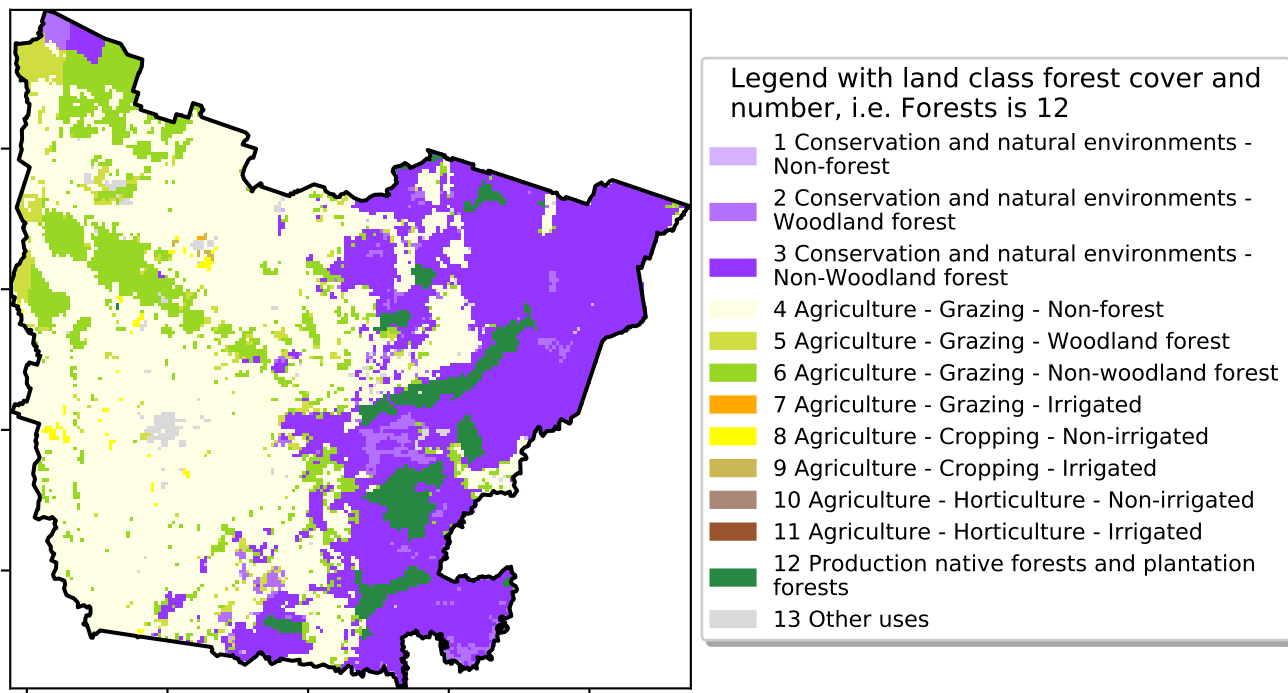 Legend with land class forest cover and
number, i.e. Forests is 12
1 Conservation and natural environments -
Non-forest
2 Conservation and natural environments -
Woodland forest
3 Conservation and natural environments -
Non-Woodland forest
4 Agriculture - Grazing - Non-forest
5 Agriculture - Grazing - Woodland forest
6 Agriculture - Grazing - Non-woodland forest
7 Agriculture - Grazing - Irrigated
8 Agriculture - Cropping - Non-irrigated
9 Agriculture - Cropping - Irrigated
10 Agriculture - Horticulture - Non-irrigated
11 Agriculture - Horticulture - Irrigated
12 Production native forests and plantation
forests
13 Other uses